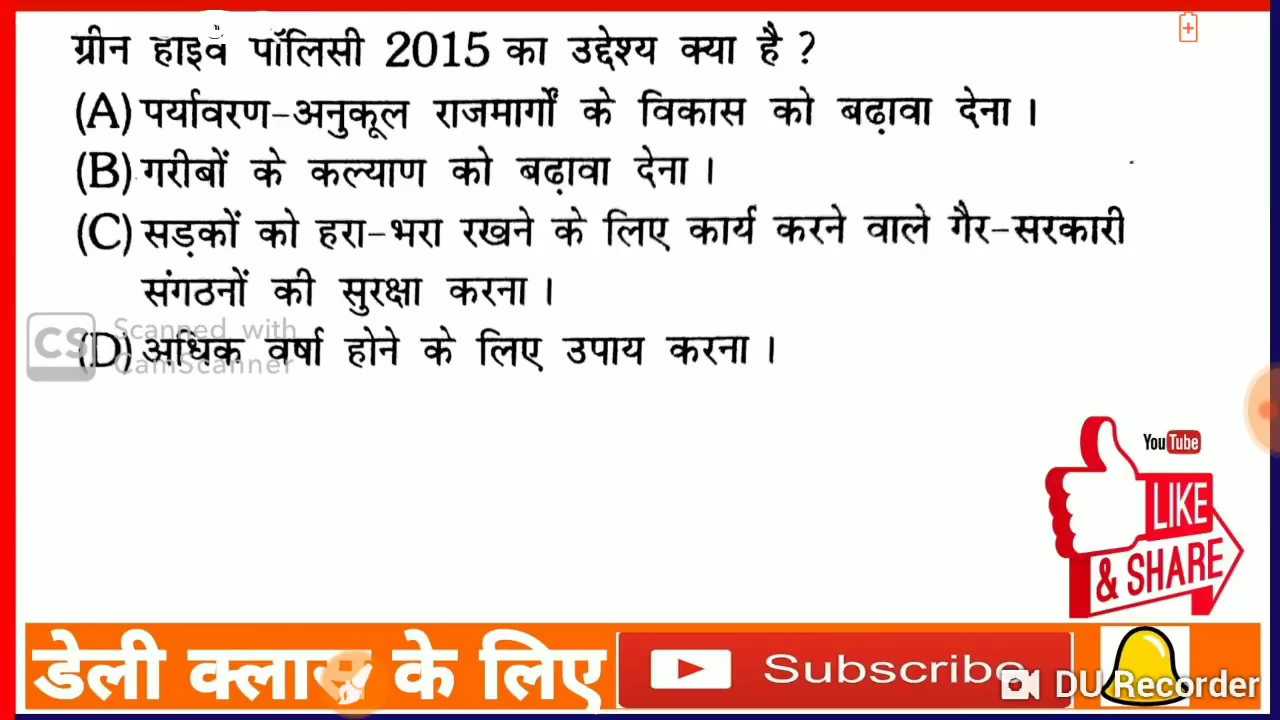 ग्रीन हाइवे पॉलिसी 2015 का उद्देश्य क्या है ?
(A) पर्यावरण-अनुकूल राजमार्गों के विकास को बढ़ावा देना ।
(B) गरीबों के कल्याण को बढ़ावा देना ।
(C) सड़कों को हरा-भरा रखने के लिए कार्य करने वाले गैर-सरकारी
संगठनों की सुरक्षा करना ।
CS Scanned with
CamScanner
(D) अधिक वर्षा होने के लिए उपाय करना ।
YouTube
LIKE
& SHARE
डेली क्लास के लिए
Subscribe
DU Recorder